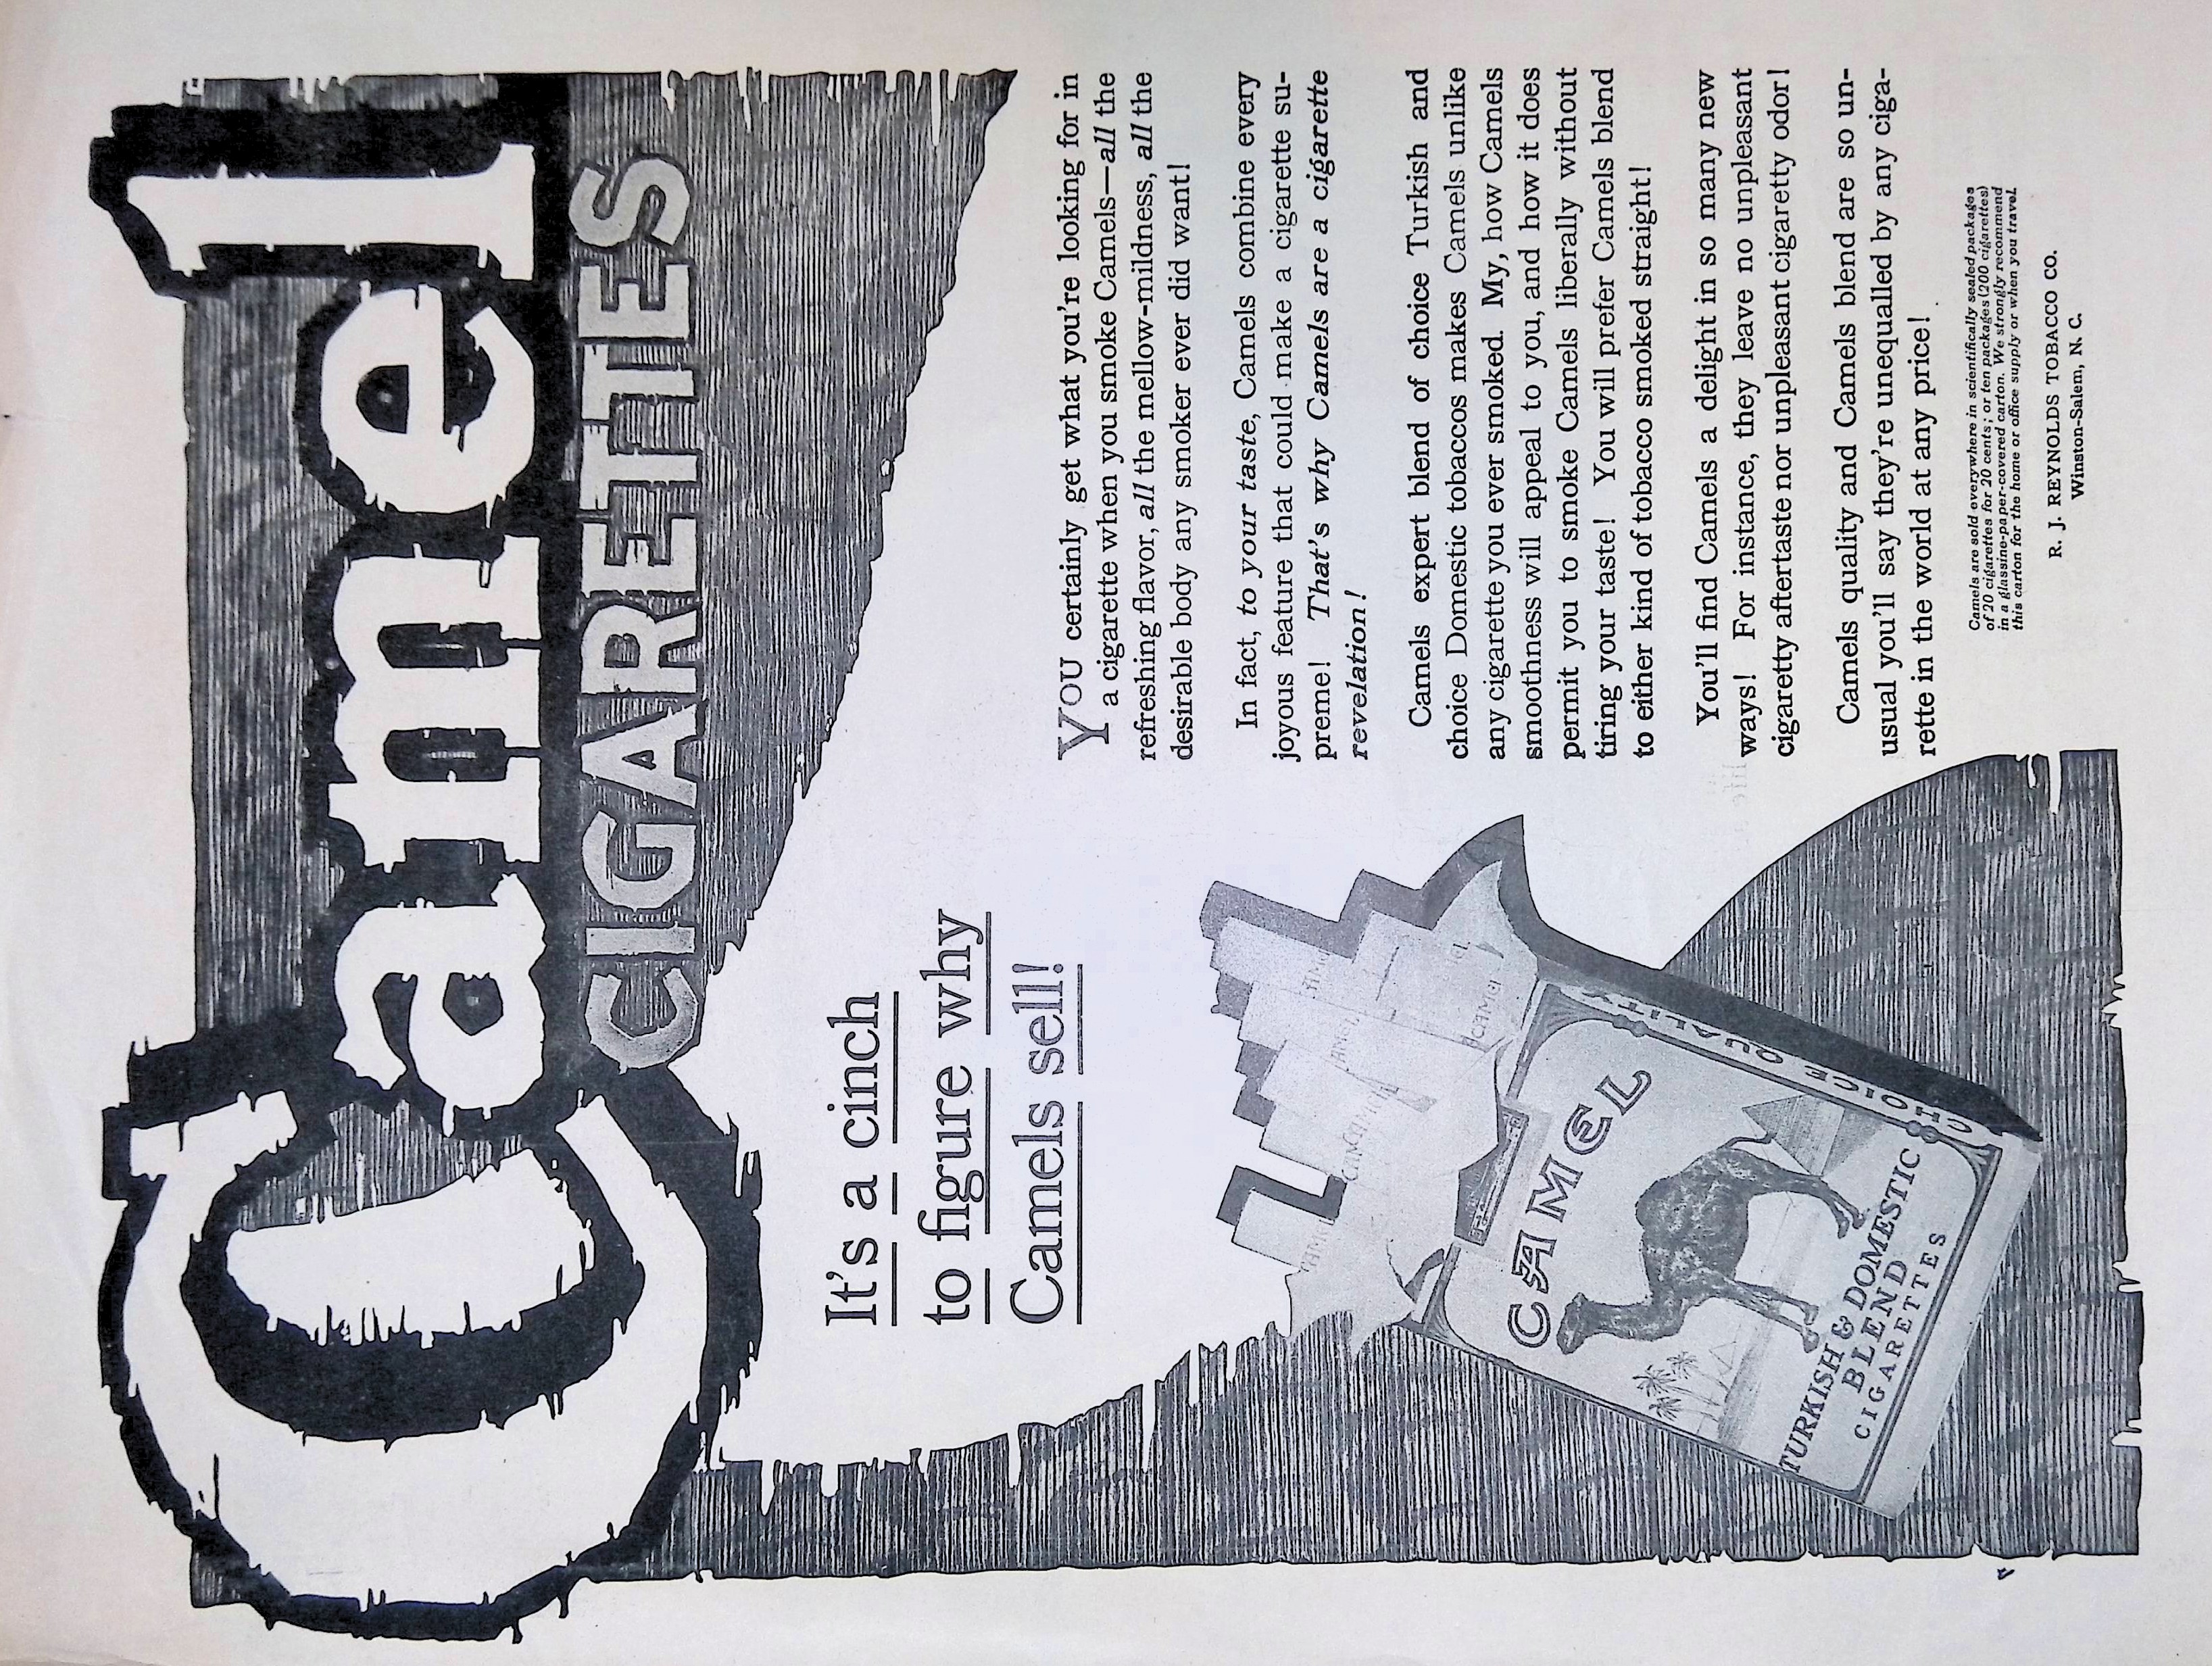 Camel
CIGARETTES
It's a cinch
to figure why
Camels sell!
YOU certainly get what you're looking for in
a cigarette when you smoke Camels—all the
refreshing flavor, all the mellow-mildness, all the
desirable body any smoker ever did want!
In fact, to your taste, Camels combine every
joyous feature that could make a cigarette su-
preme! That's why Camels are a cigarette
revelation!
Camels expert blend of choice Turkish and
choice Domestic tobaccos makes Camels unlike
any cigarette you ever smoked. My, how Camels
smoothness will appeal to you, and how it does
permit you to smoke Camels liberally without
tiring your taste! You will prefer Camels blend
to either kind of tobacco smoked straight!
You'll find Camels a delight in so many new
ways! For instance, they leave no unpleasant
cigaretty aftertaste nor unpleasant cigaretty odor!
Camels quality and Camels blend are so un-
usual you'll say they're unequalled by any ciga-
rette in the world at any price!
Camels are sold everywhere in scientifically sealed packages
of 20 cigarettes for 20 cents; or ten packages (200 cigarettes)
in a glassine-paper-covered carton. We strongly recommend
this carton for the home or office supply or when you travel.
R. J. REYNOLDS TOBACCO CO.
Winston-Salem, N. C.
CAMEL
TURKISH & DOMESTIC
BLEND
CIGARETTES
CHOICE QUALITY
CAMEL